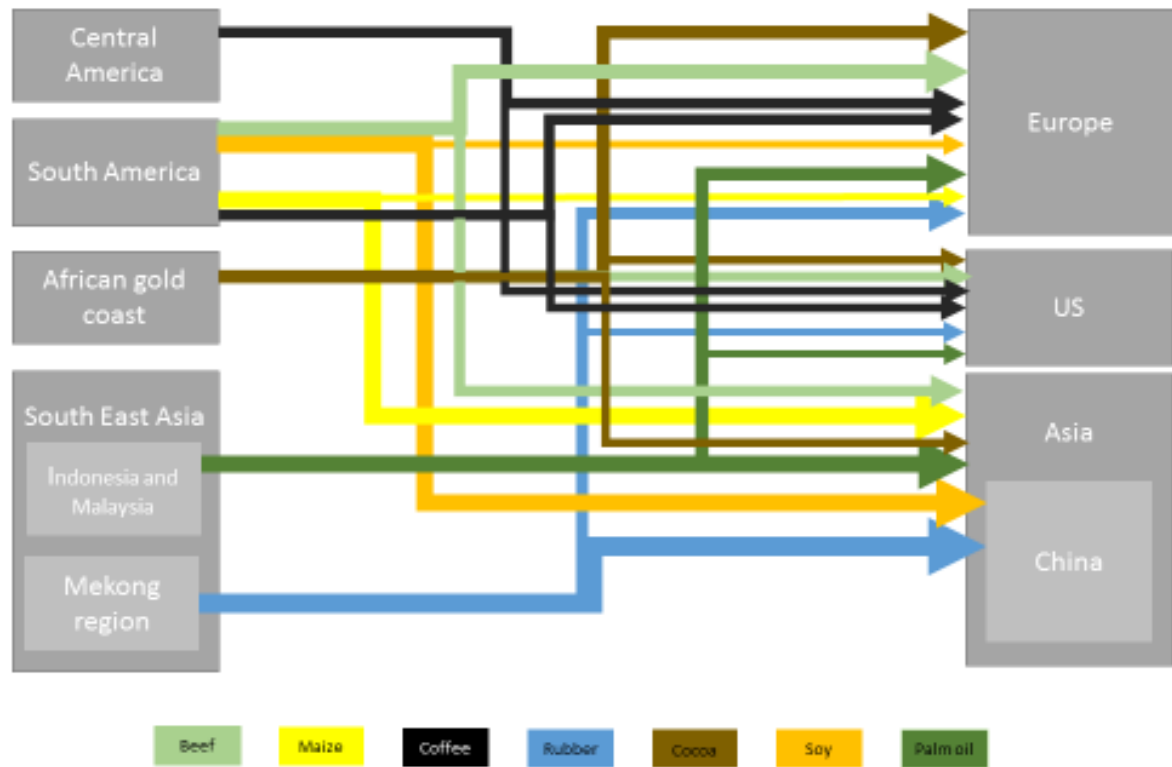 Central
America
South America
African gold
coast
South East Asia
Indonesia and
Malaysia
Mekong
region
Europe
US
Asia
China
Beef
Maize
Coffee
Rubber
Cocoa
Soy
Palm oil